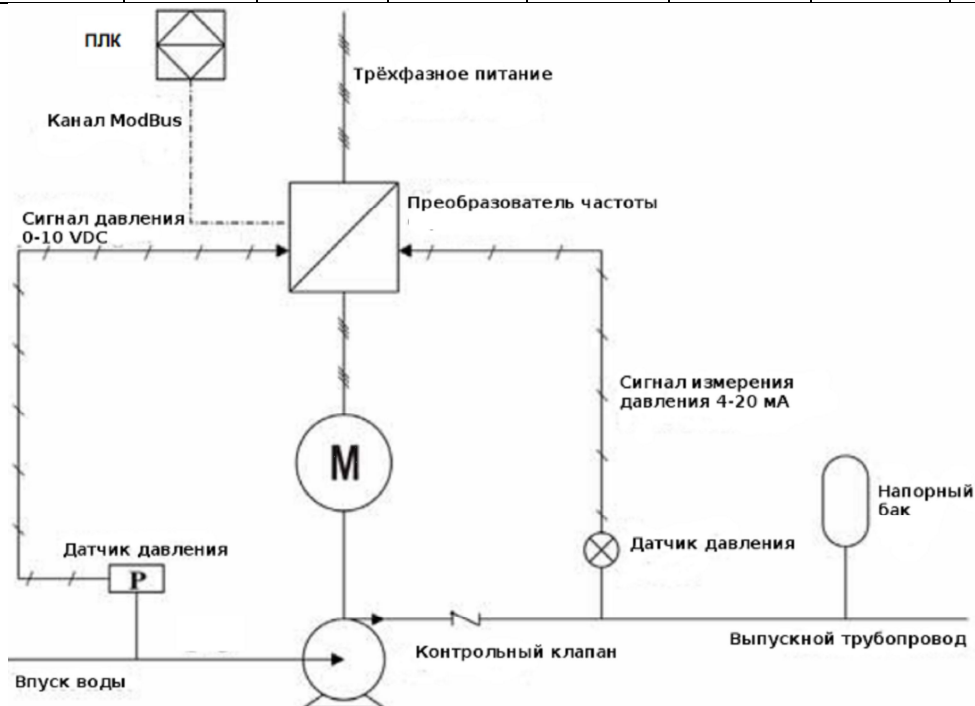 ПЛК
Трёхфазное питание
Канал ModBus
Преобразователь частоты
Сигнал давления
0-10 VDC
Сигнал измерения
давления 4-20 мА
М
Напорный
бак
Датчик давления
Датчик давления
P
Контрольный клапан
Выпускной трубопровод
Впуск воды